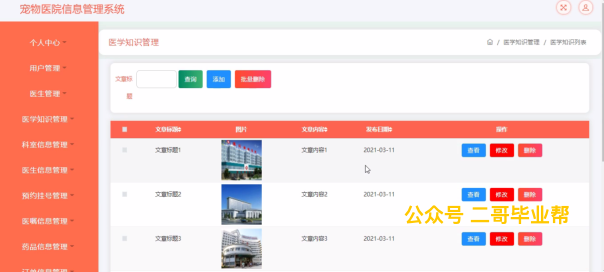 宠物医院信息管理系统
个人中心
用户管理
医生管理
医学知识管理
科室信息管理
医生信息管理
预约挂号管理
医嘱信息管理
药品信息管理
医学知识管理
医学知识管理 / 医学知识列表
文章标题
查询
添加
批量删除
文章标题 图片 文章内容 发布日期 操作
文章标题1 文章内容1 2021-03-11 查看 修改 删除
文章标题2 文章内容2 2021-03-11 查看 修改 删除
公众号 二哥毕业帮
文章标题3 文章内容3 2021-03-11 查看 修改 删除